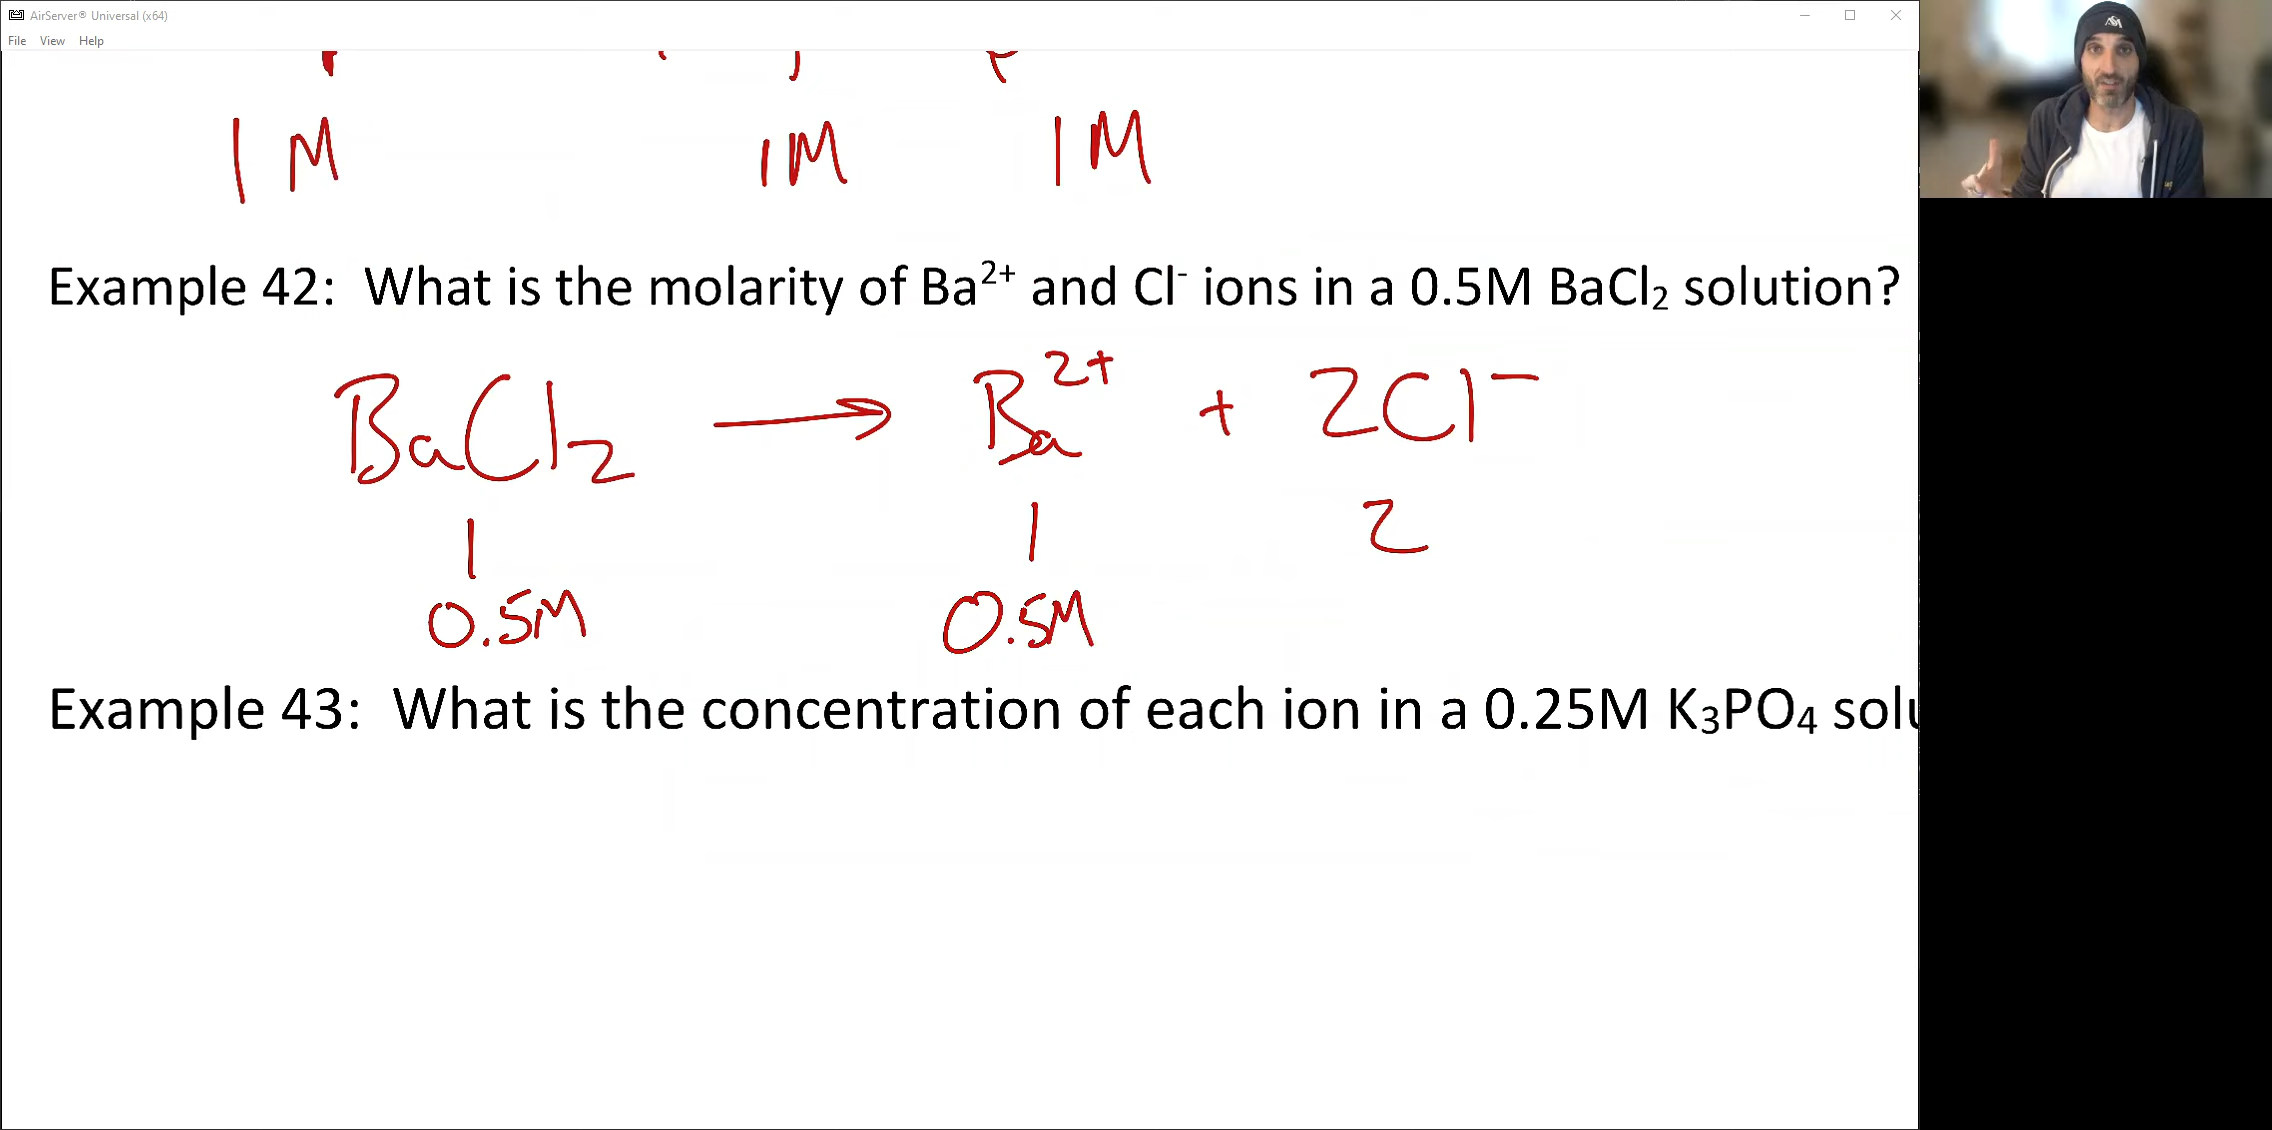 AirServer® Universal (x64)
File View Help
1 M 1M 1M
Example 42: What is the molarity of Ba²⁺ and Cl⁻ ions in a 0.5M BaCl₂ solution?
BaCl₂ → Ba²⁺ + 2Cl⁻
1 1 2
0.5M 0.5M
Example 43: What is the concentration of each ion in a 0.25M K₃PO₄ solu